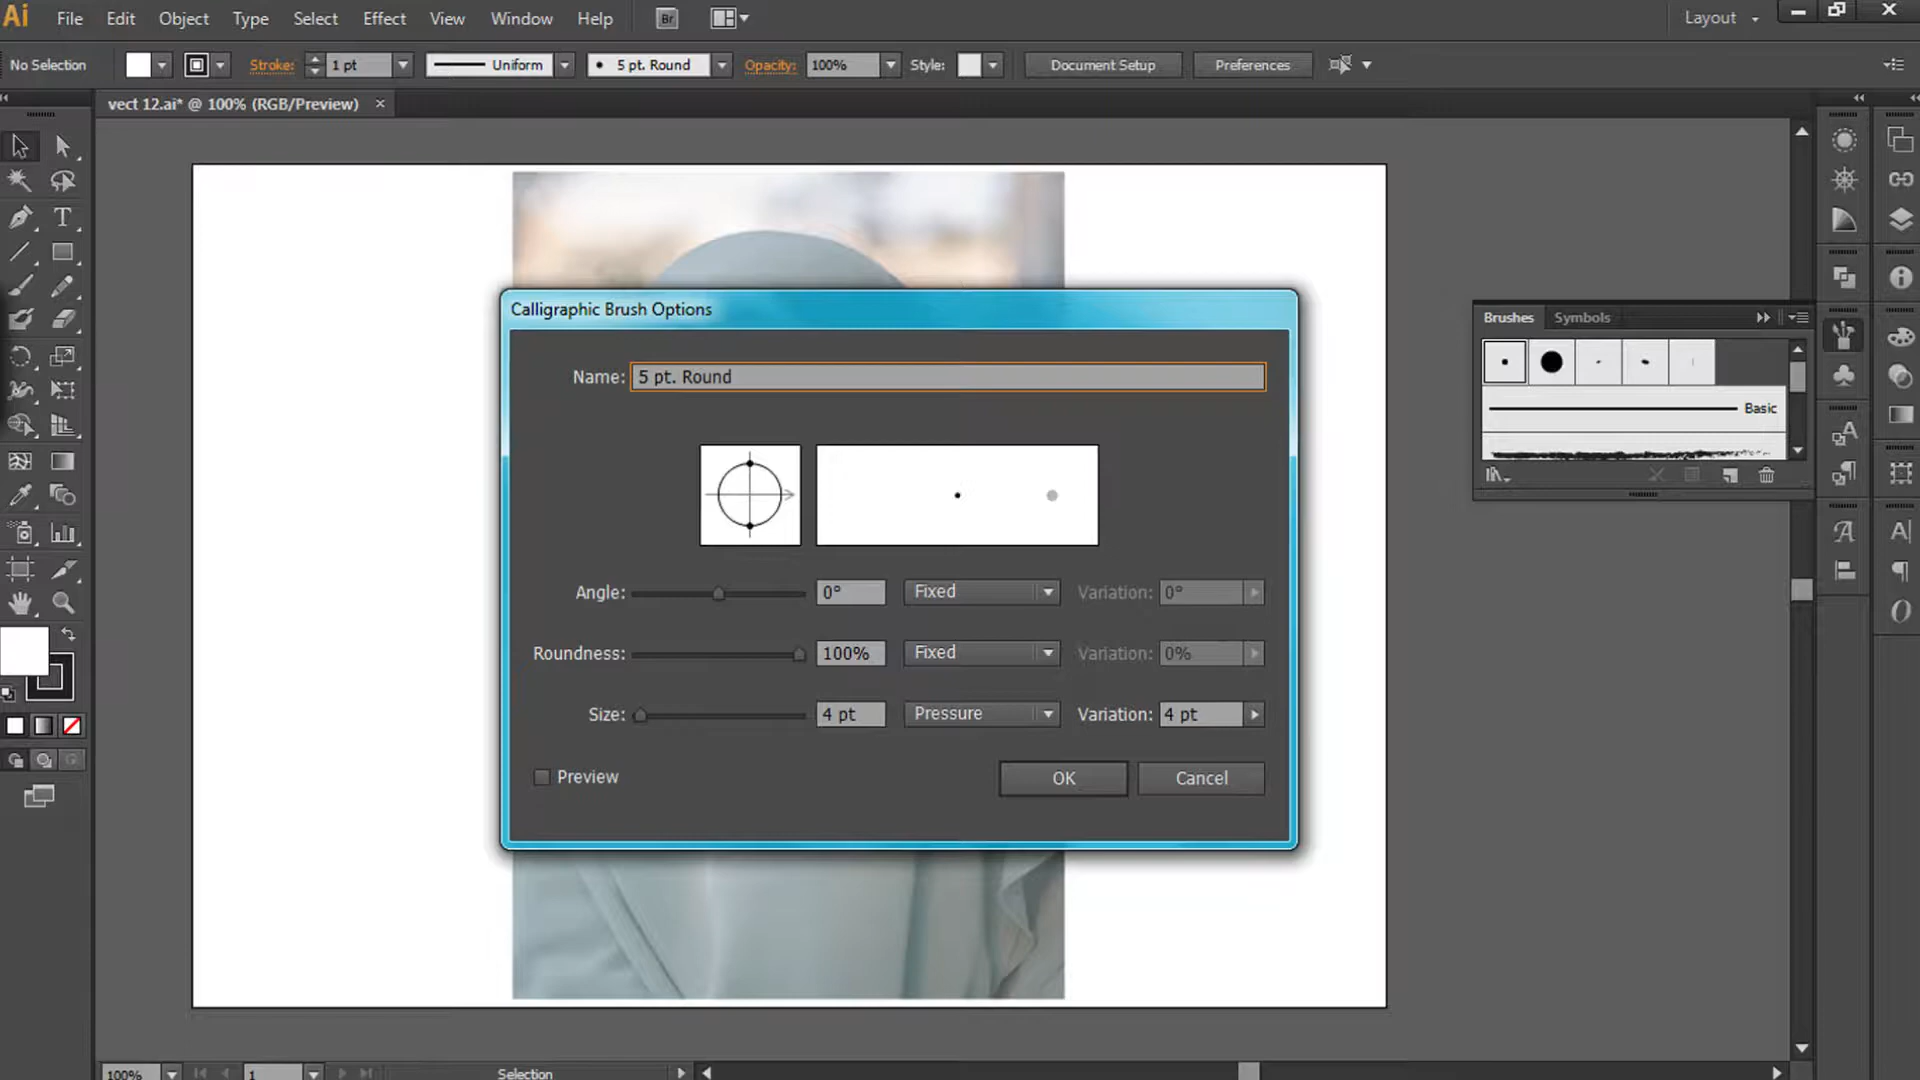 Ai File Edit Object Type Select Effect View Window Help Br Layout
No Selection Stroke: 1 pt Uniform 5 pt. Round Opacity: 100% Style: Document Setup Preferences
vect 12.ai* @ 100% (RGB/Preview)
Calligraphic Brush Options
Name: 5 pt. Round
Angle: 0° Fixed Variation: 0°
Roundness: 100% Fixed Variation: 0%
Size: 4 pt Pressure Variation: 4 pt
Preview OK Cancel
Brushes Symbols
Basic
100% 1 Selection